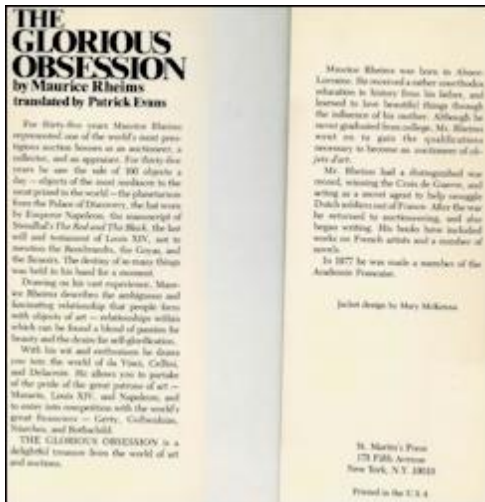 THE
GLORIOUS
OBSESSION
by Maurice Rheims
translated by Patrick Evans
For thirty-five years Maurice Rheims
represented one of the world's most pres-
tigious auction houses as an auctioneer, a
collector, and an appraiser. For thirty-five
years he saw the sale of 160 objects a
day – objects of the most mediocre to the
most prized in the world – the planetarium
from the Palace of Discovery, the hat worn
by Emperor Napoleon, the manuscript of
Stendhal's The Red and The Black, the last
will and testament of Louis XIV, not to
mention the Rembrandts, the Goyas, and
the Renoirs. The destiny of so many things
was held in his hand for a moment.
Drawing on his vast experience, Maur-
ice Rheims describes the ambiguous and
fascinating relationship that people form
with objects of art – relationships within
which can be found a blend of passion for
beauty and the desire for self-glorification.
With his wit and enthusiasm he draws
you into the world of da Vinci, Cellini,
and Delacroix. He allows you to partake
of the pride of the great patrons of art –
Mazarin, Louis XIV, and Napoleon, and
to enter into competition with the world's
great financiers – Getty, Gulbenkian,
Niarchos, and Rothschild.
THE GLORIOUS OBSESSION is a
delightful treasure from the world of art
and auctions.
Maurice Rheims was born in Alsace-
Lorraine. He received a rather unorthodox
education in history from his father, and
learned to love beautiful things through
the influence of his mother. Although he
never graduated from college, Mr. Rheims
went on to gain the qualifications
necessary to become an auctioneer of ob-
jets d'art.
Mr. Rheims had a distinguished war
record, winning the Croix de Guerre, and
acting as a secret agent to help smuggle
Dutch soldiers out of France. After the war
he returned to auctioneering, and also
began writing. His books have included
works on French artists and a number of
novels.
In 1977 he was made a member of the
Academie Francaise.
Jacket design by Mary McKenna
St. Martin's Press
175 Fifth Avenue
New York, N.Y. 10010
Printed in the U S A